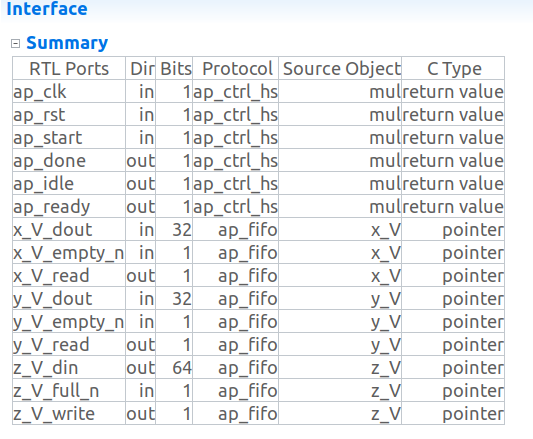 Interface
Summary
RTL Ports Dir Bits Protocol Source Object C Type
ap_clk in 1 ap_ctrl_hs mul return value
ap_rst in 1 ap_ctrl_hs mul return value
ap_start in 1 ap_ctrl_hs mul return value
ap_done out 1 ap_ctrl_hs mul return value
ap_idle out 1 ap_ctrl_hs mul return value
ap_ready out 1 ap_ctrl_hs mul return value
x_V_dout in 32 ap_fifo x_V pointer
x_V_empty_n in 1 ap_fifo x_V pointer
x_V_read out 1 ap_fifo x_V pointer
y_V_dout in 32 ap_fifo y_V pointer
y_V_empty_n in 1 ap_fifo y_V pointer
y_V_read out 1 ap_fifo y_V pointer
z_V_din out 64 ap_fifo z_V pointer
z_V_full_n in 1 ap_fifo z_V pointer
z_V_write out 1 ap_fifo z_V pointer